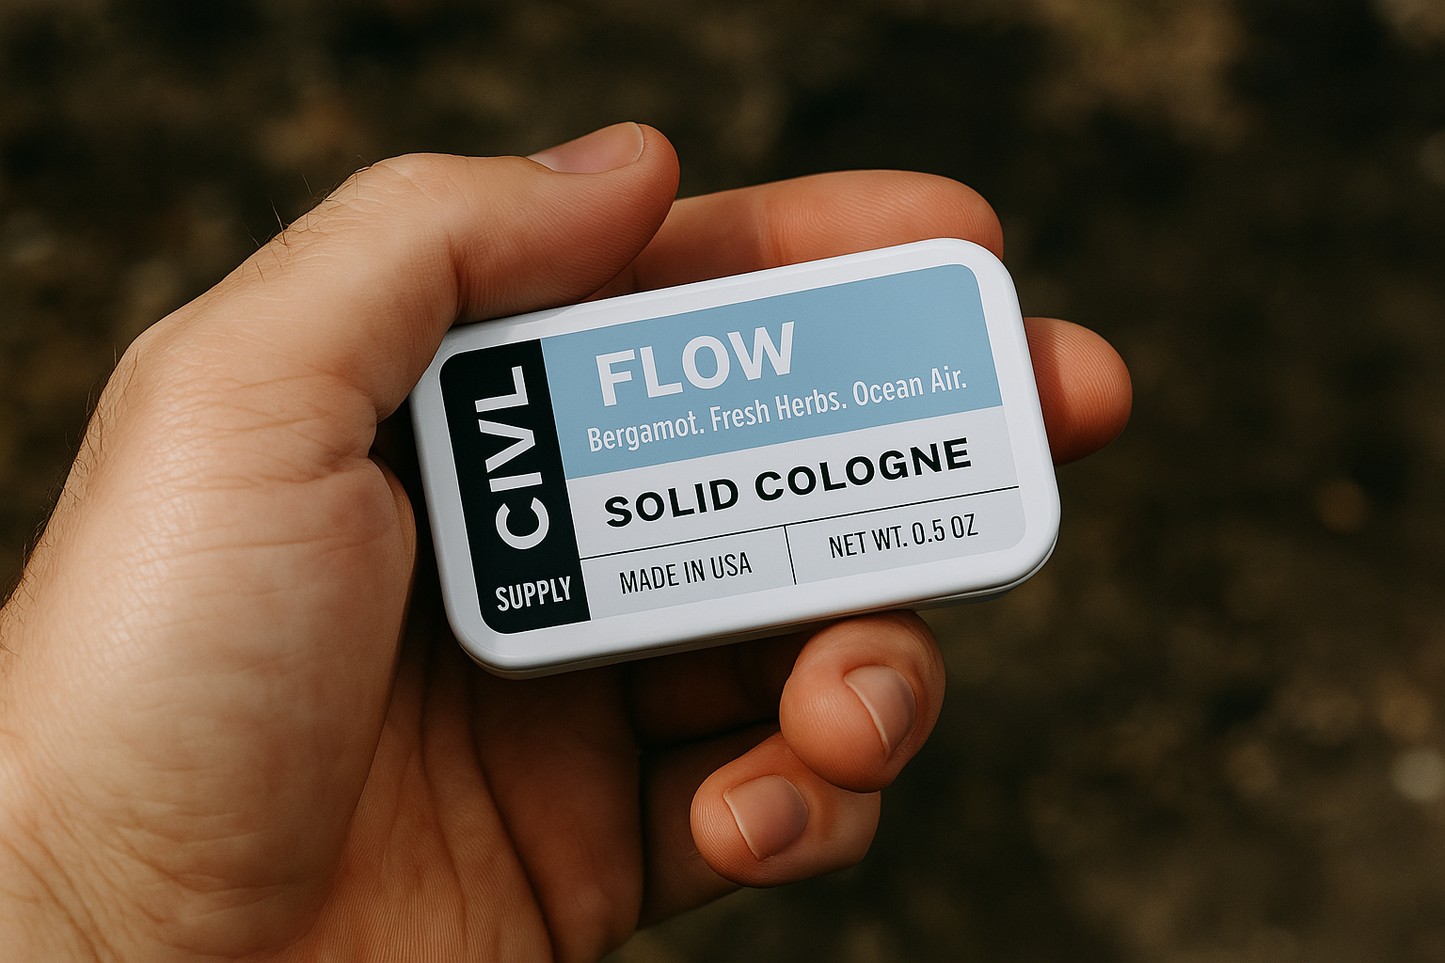 CIVL
SUPPLY
FLOW
Bergamot. Fresh Herbs. Ocean Air.
SOLID COLOGNE
MADE IN USA
NET WT. 0.5 OZ